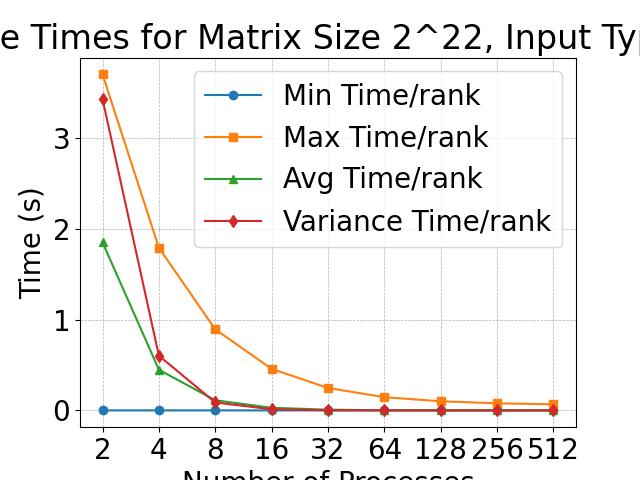 e Times for Matrix Size 2^22, Input Ty
Time (s)
3
2
1
0
Min Time/rank
Max Time/rank
Avg Time/rank
Variance Time/rank
2 4 8 16 32 64 128 256 512
Number of Processes